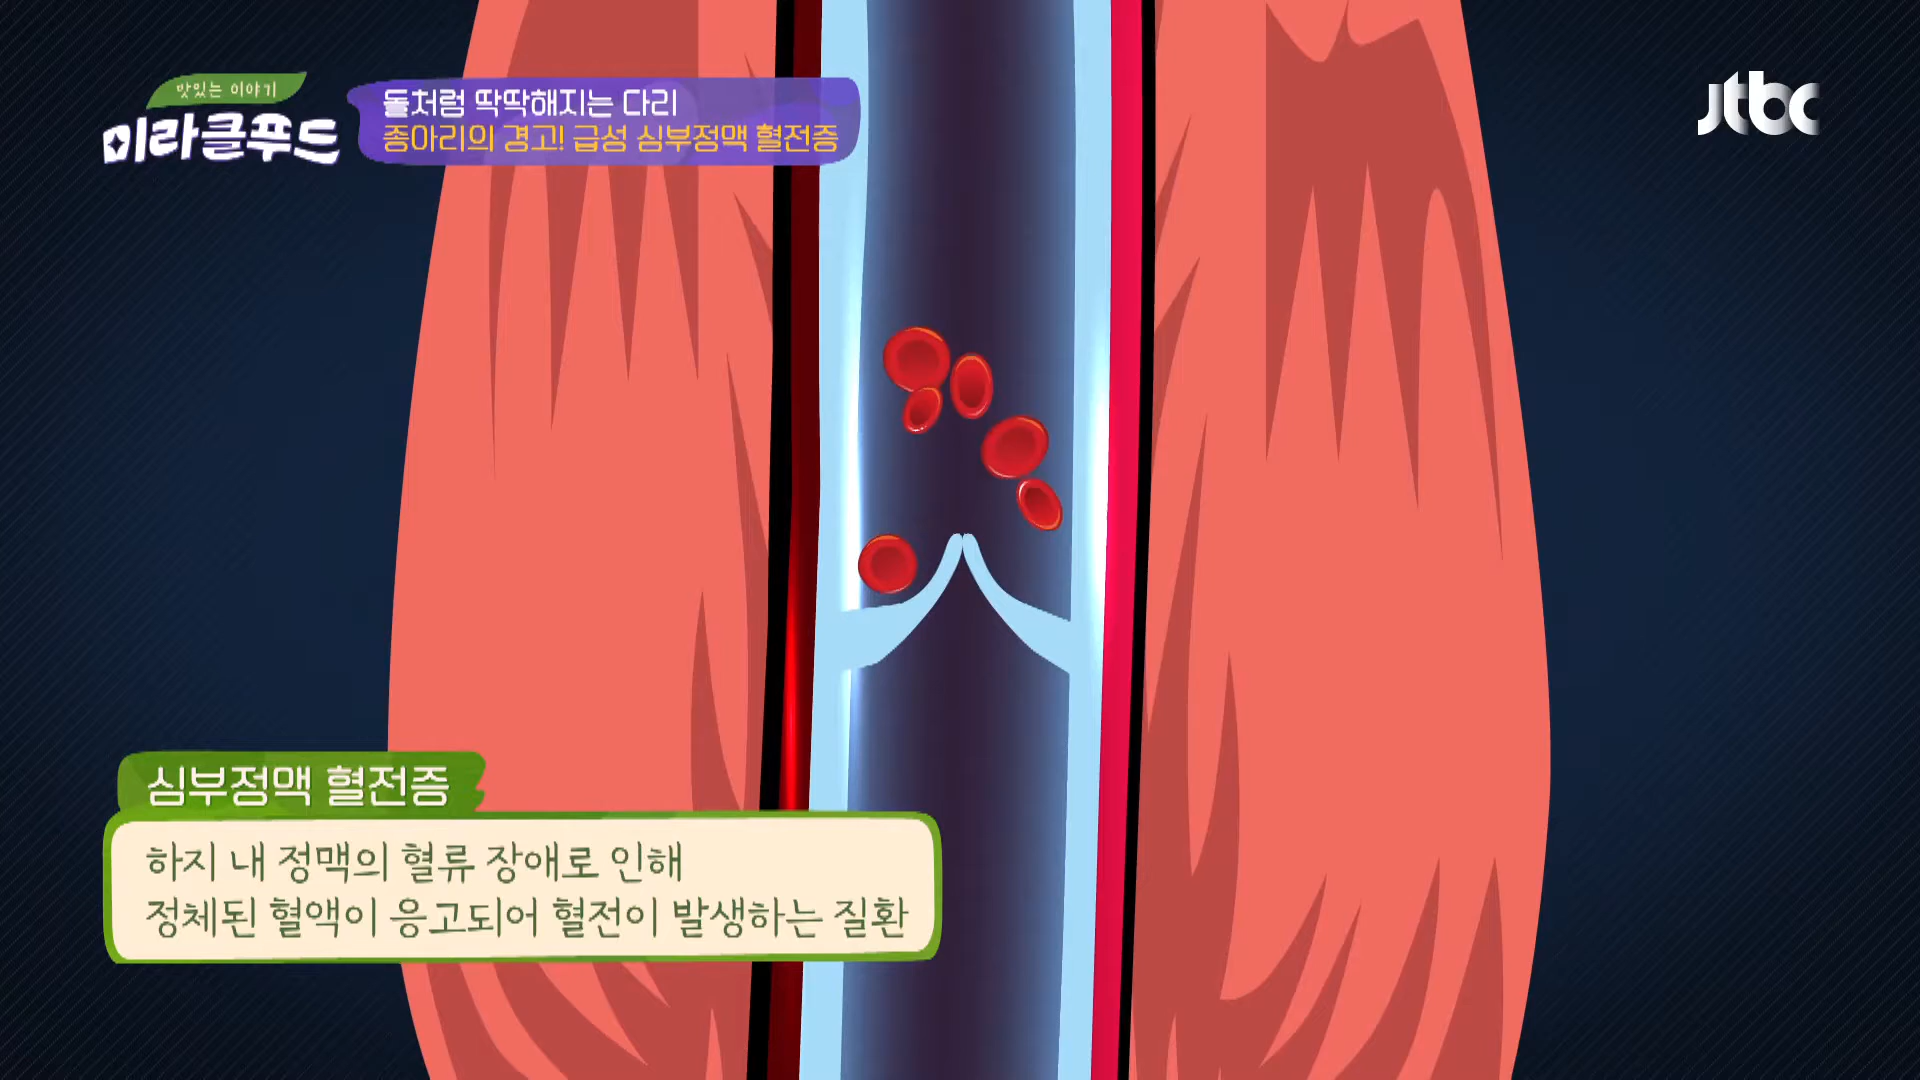 맛있는 이야기
미라클푸드
돌처럼 딱딱해지는 다리
종아리의 경고! 급성 심부정맥 혈전증
jtbc
심부정맥 혈전증
하지 내 정맥의 혈류 장애로 인해
정체된 혈액이 응고되어 혈전이 발생하는 질환